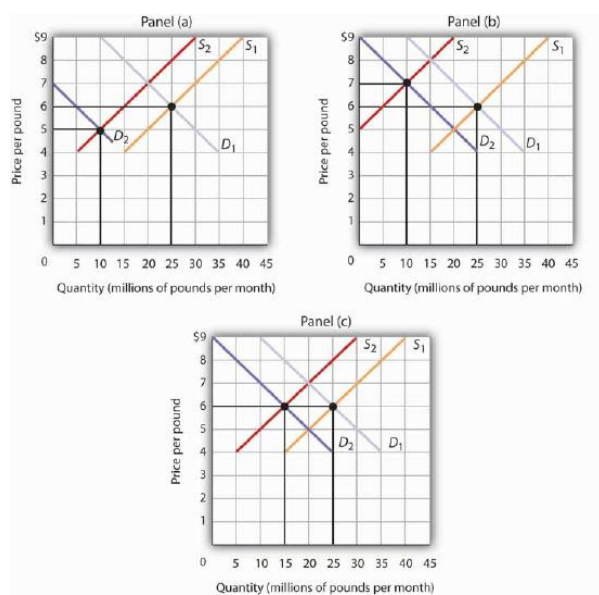 Panel (a)
$9
8
7
6
5
4
3
2
1
0 5 10 15 20 25 30 35 40 45
S2
S1
D2
D1
Price per pound
Quantity (millions of pounds per month)
Panel (b)
$9
8
7
6
5
4
3
2
1
0 5 10 15 20 25 30 35 40 45
S2
S1
D2
D1
Price per pound
Quantity (millions of pounds per month)
Panel (c)
$9
8
7
6
5
4
3
2
1
0 5 10 15 20 25 30 35 40 45
S2
S1
D2
D1
Price per pound
Quantity (millions of pounds per month)